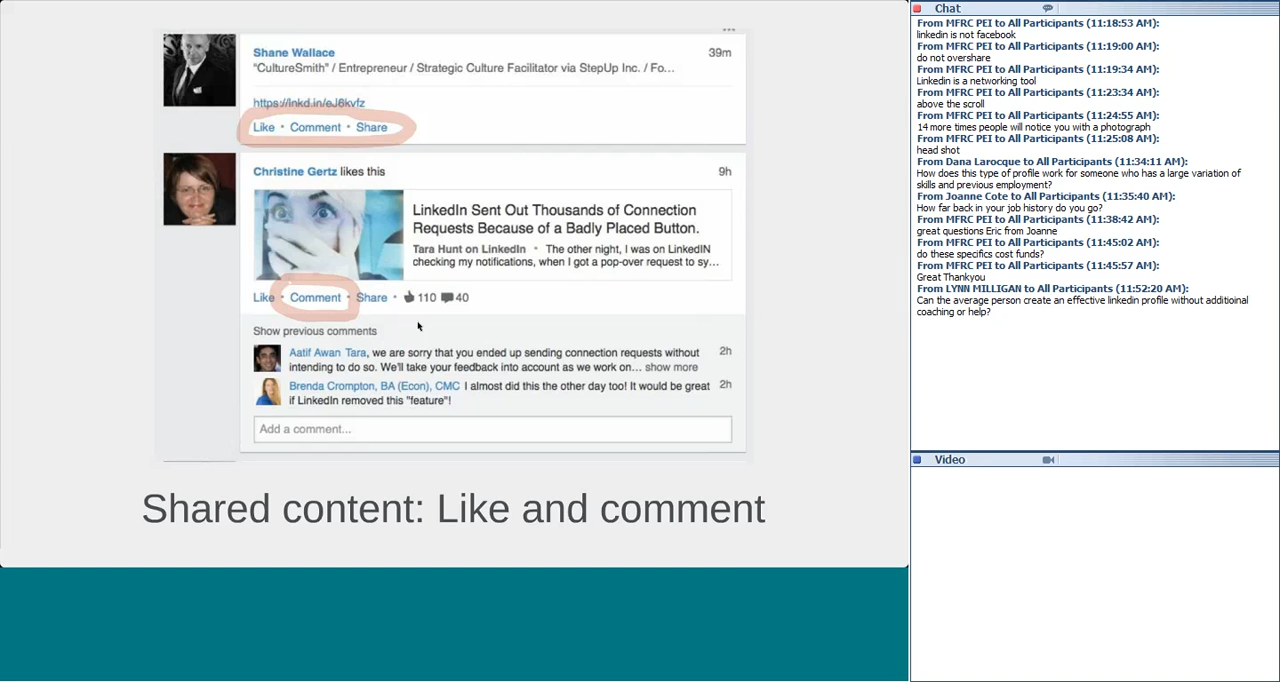 Shane Wallace 39m
"CultureSmith" / Entrepreneur / Strategic Culture Facilitator via StepUp Inc. / Fo...
https://lnkd.in/eJ6kvfz
Like • Comment • Share
Christine Gertz likes this 9h
LinkedIn Sent Out Thousands of Connection
Requests Because of a Badly Placed Button.
Tara Hunt on LinkedIn • The other night, I was on LinkedIN
checking my notifications, when I got a pop-over request to sy...
Like • Comment • Share • 110 40
Show previous comments
Aatif Awan Tara, we are sorry that you ended up sending connection requests without 2h
intending to do so. We'll take your feedback into account as we work on... show more
Brenda Crompton, BA (Econ), CMC I almost did this the other day too! It would be great 2h
if LinkedIn removed this "feature"!
Add a comment...
Shared content: Like and comment
Chat
From MFRC PEI to All Participants (11:18:53 AM):
linkedin is not facebook
From MFRC PEI to All Participants (11:19:00 AM):
do not overshare
From MFRC PEI to All Participants (11:19:34 AM):
Linkedin is a networking tool
From MFRC PEI to All Participants (11:23:34 AM):
above the scroll
From MFRC PEI to All Participants (11:24:55 AM):
14 more times people will notice you with a photograph
From MFRC PEI to All Participants (11:25:08 AM):
head shot
From Dana Larocque to All Participants (11:34:11 AM):
How does this type of profile work for someone who has a large variation of
skills and previous employment?
From Joanne Cote to All Participants (11:35:40 AM):
How far back in your job history do you go?
From MFRC PEI to All Participants (11:38:42 AM):
great questions Eric from Joanne
From MFRC PEI to All Participants (11:45:02 AM):
do these specifics cost funds?
From MFRC PEI to All Participants (11:45:57 AM):
Great Thankyou
From LYNN MILLIGAN to All Participants (11:52:20 AM):
Can the average person create an effective linkedin profile without additioinal
coaching or help?
Video